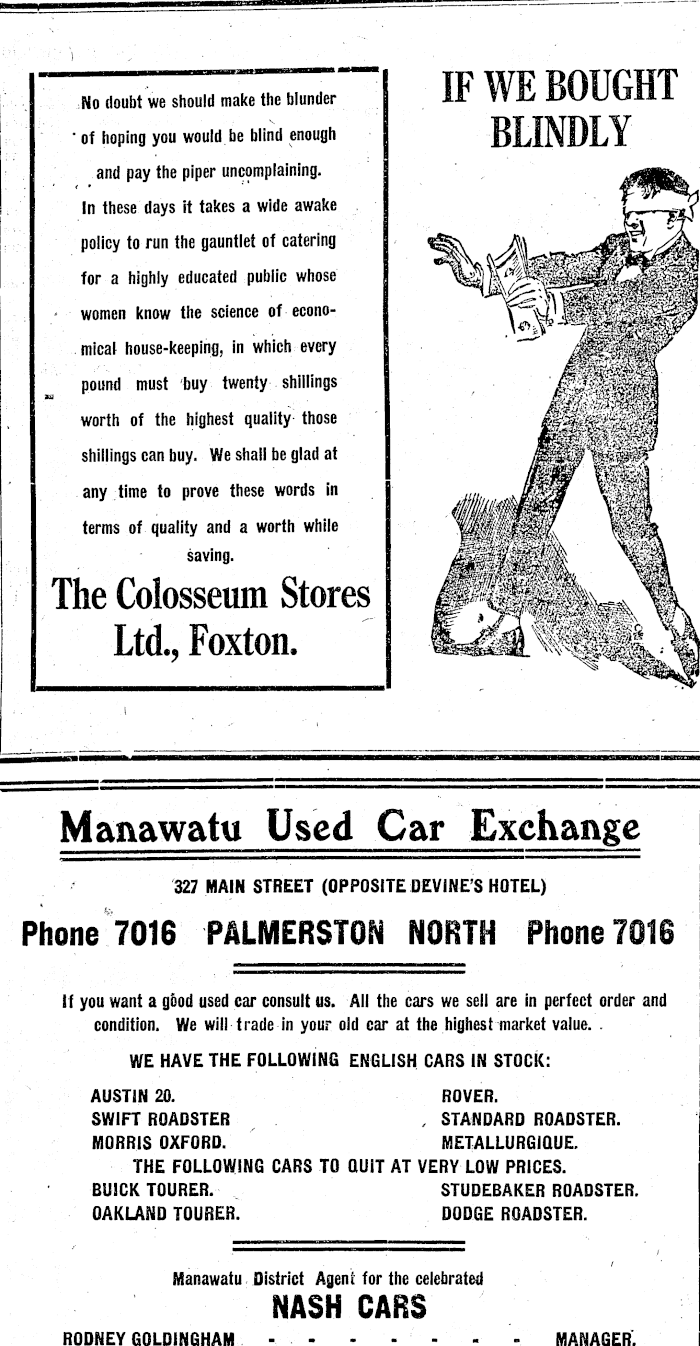 IF WE BOUGHT
BLINDLY
No doubt we should make the blunder
of hoping you would be blind enough
and pay the piper uncomplaining.
In these days it takes a wide awake
policy to run the gauntlet of catering
for a highly educated public whose
women know the science of econo-
mical house-keeping, in which every
pound must buy twenty shillings
worth of the highest quality those
shillings can buy. We shall be glad at
any time to prove these words in
terms of quality and a worth while
saving.
The Colosseum Stores
Ltd., Foxton.
Manawatu Used Car Exchange
327 MAIN STREET (OPPOSITE DEVINE'S HOTEL)
Phone 7016 PALMERSTON NORTH Phone 7016
If you want a good used car consult us. All the cars we sell are in perfect order and
condition. We will trade in your old car at the highest market value.
WE HAVE THE FOLLOWING ENGLISH CARS IN STOCK:
AUSTIN 20. ROVER.
SWIFT ROADSTER STANDARD ROADSTER.
MORRIS OXFORD. METALLURGIQUE.
THE FOLLOWING CARS TO QUIT AT VERY LOW PRICES.
BUICK TOURER. STUDEBAKER ROADSTER.
OAKLAND TOURER. DODGE ROADSTER.
Manawatu District Agent for the celebrated
NASH CARS
RODNEY GOLDINGHAM - - - - - - - MANAGER.